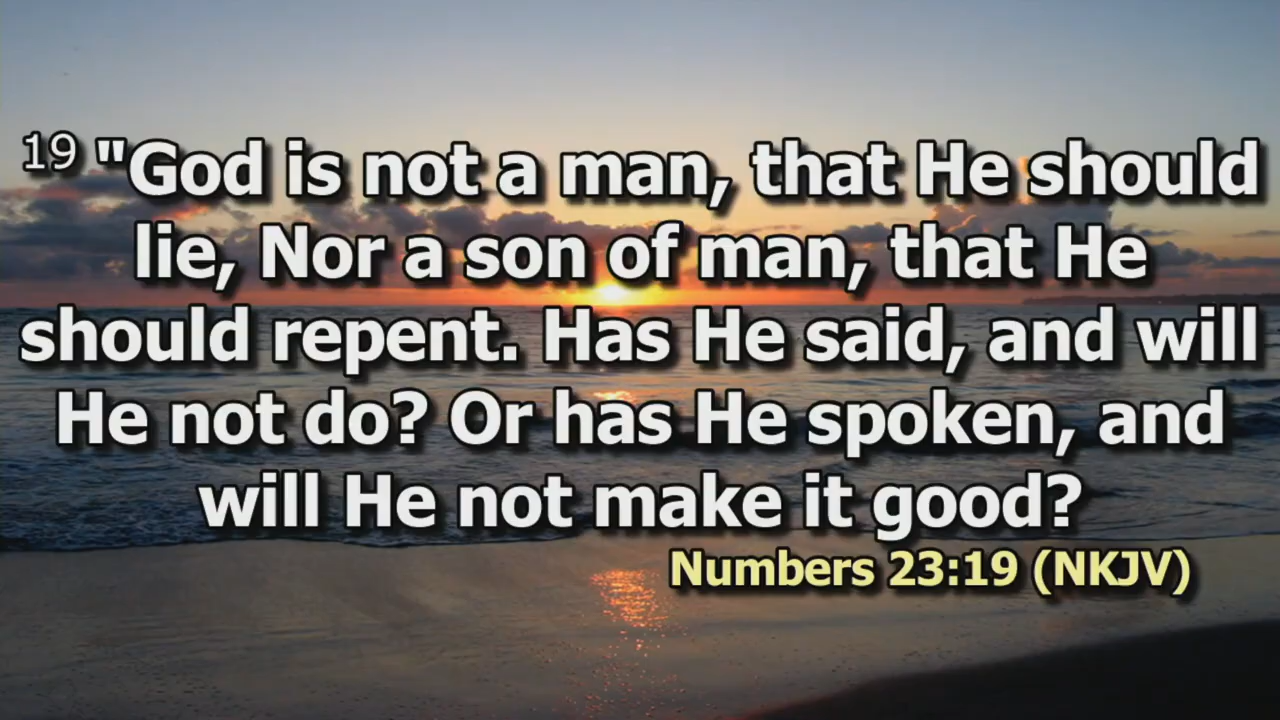 19 "God is not a man, that He should
lie, Nor a son of man, that He
should repent. Has He said, and will
He not do? Or has He spoken, and
will He not make it good?
Numbers 23:19 (NKJV)